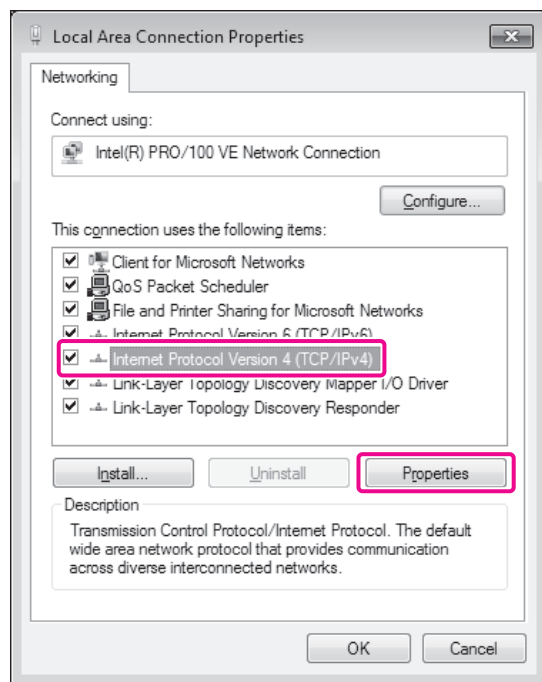 Local Area Connection Properties
Networking
Connect using:
Intel(R) PRO/100 VE Network Connection
Configure...
This connection uses the following items:
Client for Microsoft Networks
QoS Packet Scheduler
File and Printer Sharing for Microsoft Networks
Internet Protocol Version 6 (TCP/IPv6)
Internet Protocol Version 4 (TCP/IPv4)
Link-Layer Topology Discovery Mapper I/O Driver
Link-Layer Topology Discovery Responder
Install...
Uninstall
Properties
Description
Transmission Control Protocol/Internet Protocol. The default
wide area network protocol that provides communication
across diverse interconnected networks.
OK
Cancel